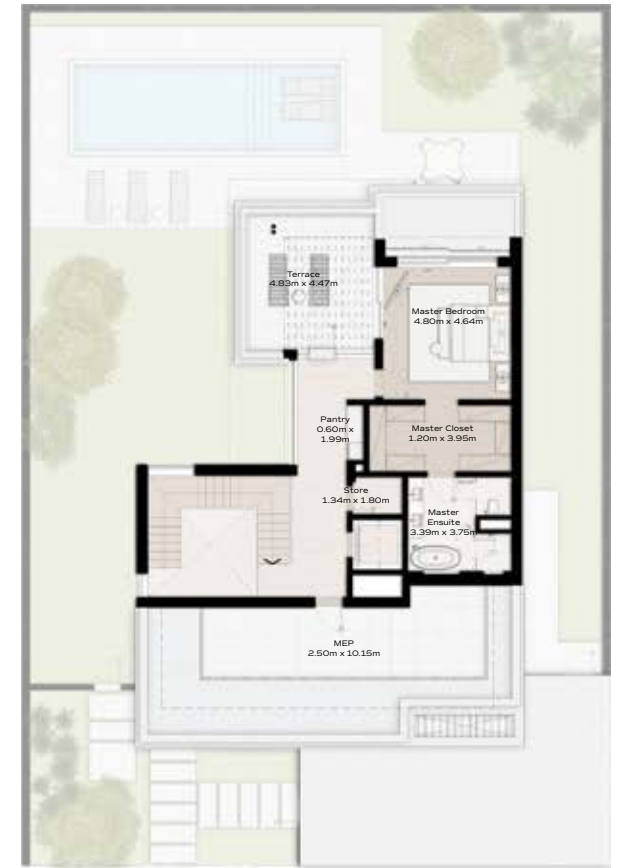 Terrace
4.83m x 4.47m
Master Bedroom
4.80m x 4.64m
Pantry
0.60m x
1.99m
Master Closet
1.20m x 3.95m
Store
1.34m x 1.80m
Master
Ensuite
3.39m x 3.75m
MEP
2.50m x 10.15m